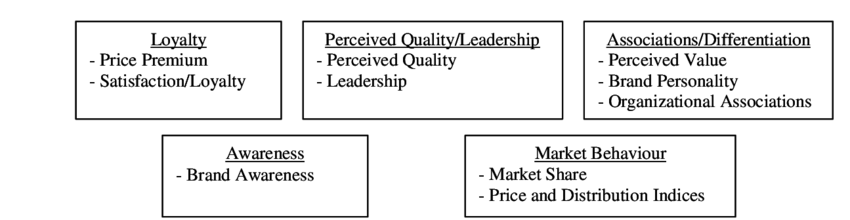 Loyalty
- Price Premium
- Satisfaction/Loyalty
Perceived Quality/Leadership
- Perceived Quality
- Leadership
Associations/Differentiation
- Perceived Value
- Brand Personality
- Organizational Associations
Awareness
- Brand Awareness
Market Behaviour
- Market Share
- Price and Distribution Indices